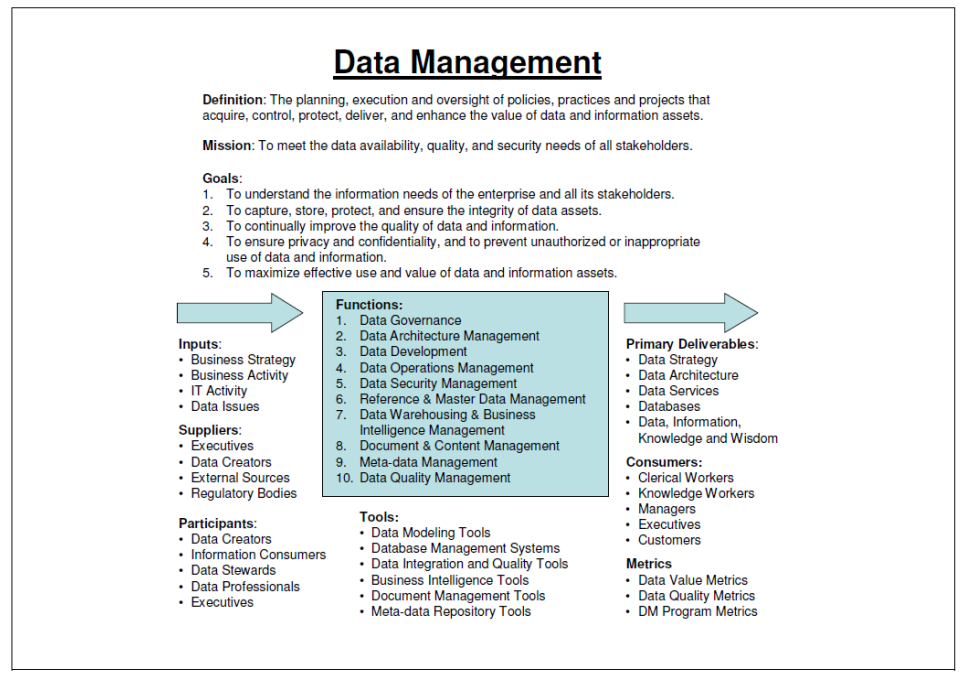 Data Management
Definition: The planning, execution and oversight of policies, practices and projects that
acquire, control, protect, deliver, and enhance the value of data and information assets.
Mission: To meet the data availability, quality, and security needs of all stakeholders.
Goals:
1. To understand the information needs of the enterprise and all its stakeholders.
2. To capture, store, protect, and ensure the integrity of data assets.
3. To continually improve the quality of data and information.
4. To ensure privacy and confidentiality, and to prevent unauthorized or inappropriate
use of data and information.
5. To maximize effective use and value of data and information assets.
Inputs:
• Business Strategy
• Business Activity
• IT Activity
• Data Issues
Suppliers:
• Executives
• Data Creators
• External Sources
• Regulatory Bodies
Participants:
• Data Creators
• Information Consumers
• Data Stewards
• Data Professionals
• Executives
Functions:
1. Data Governance
2. Data Architecture Management
3. Data Development
4. Data Operations Management
5. Data Security Management
6. Reference & Master Data Management
7. Data Warehousing & Business
Intelligence Management
8. Document & Content Management
9. Meta-data Management
10. Data Quality Management
Tools:
• Data Modeling Tools
• Database Management Systems
• Data Integration and Quality Tools
• Business Intelligence Tools
• Document Management Tools
• Meta-data Repository Tools
Primary Deliverables:
• Data Strategy
• Data Architecture
• Data Services
• Databases
• Data, Information,
Knowledge and Wisdom
Consumers:
• Clerical Workers
• Knowledge Workers
• Managers
• Executives
• Customers
Metrics
• Data Value Metrics
• Data Quality Metrics
• DM Program Metrics